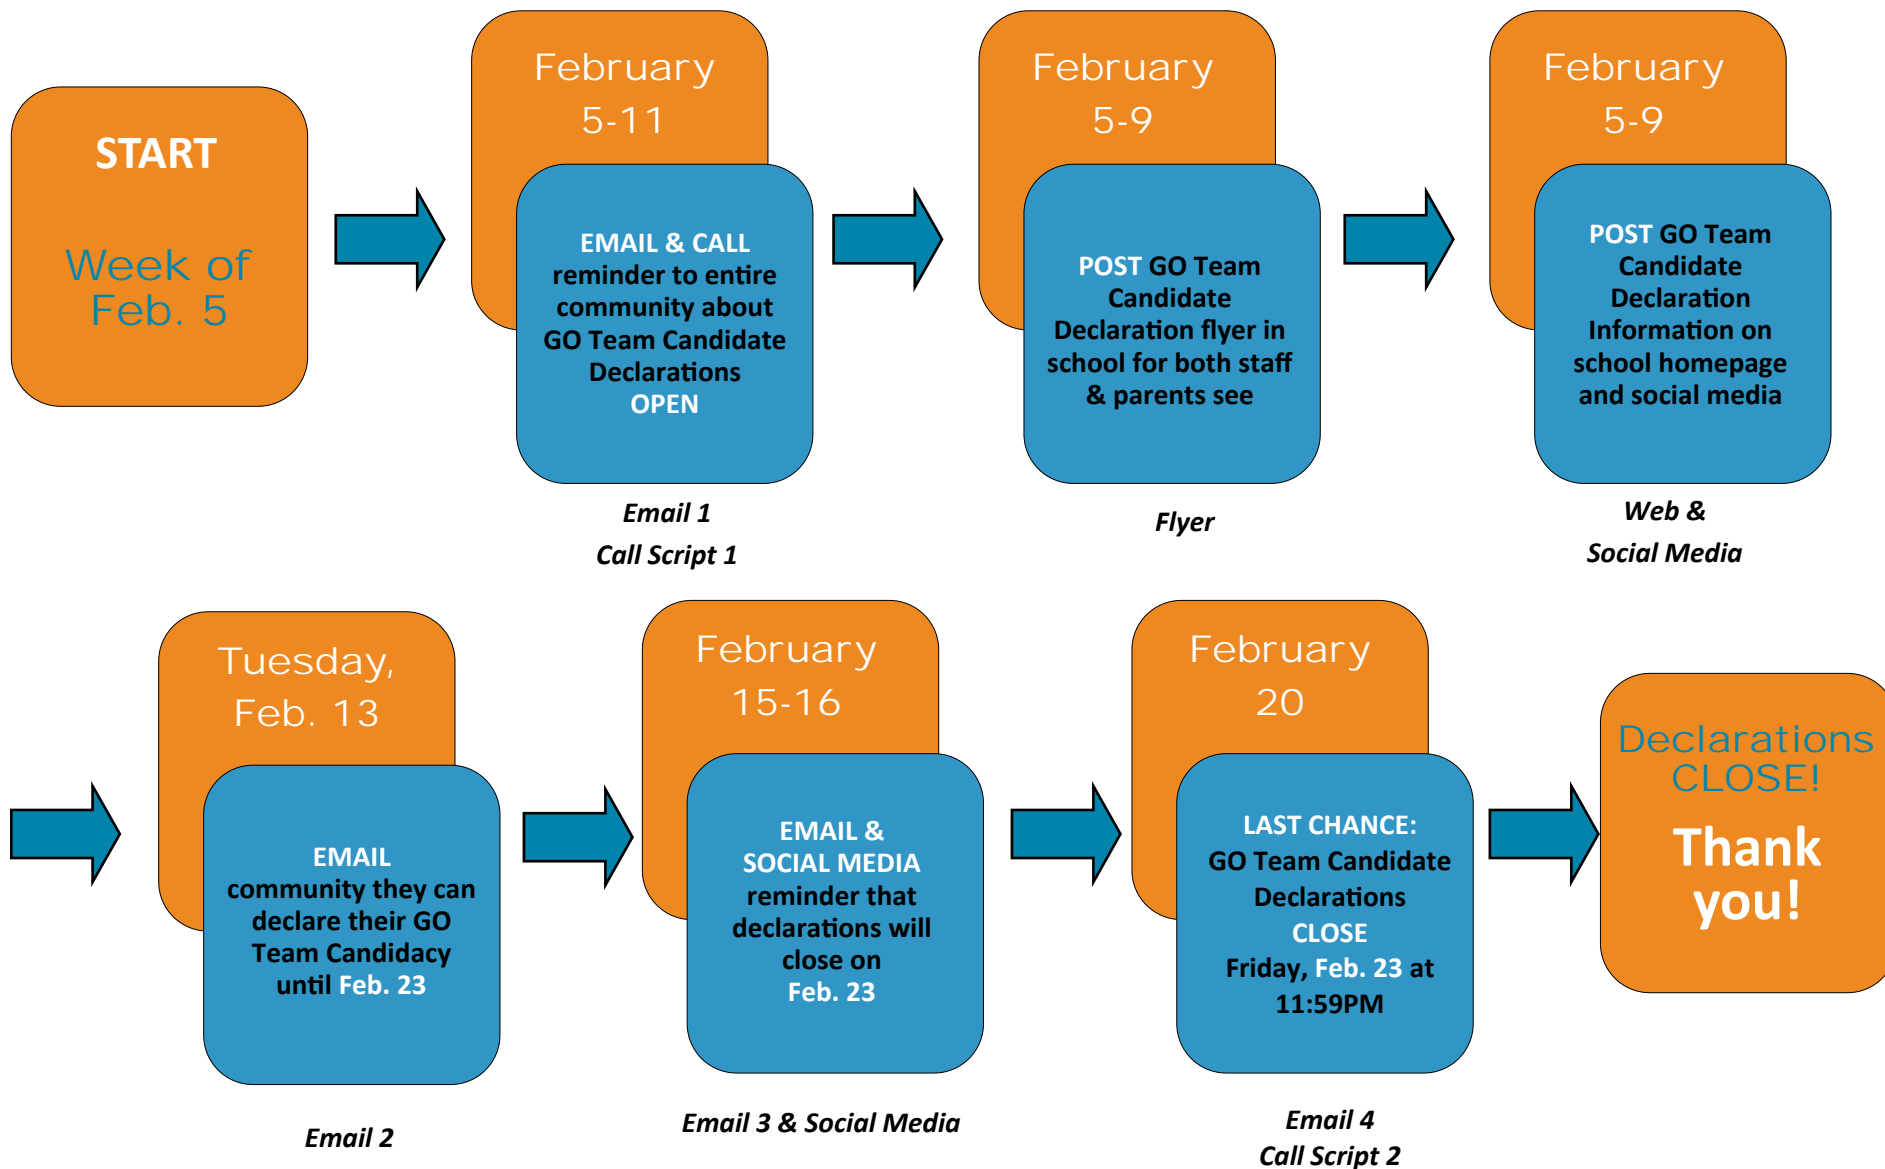 START
Week of
Feb. 5
February
5-11
EMAIL & CALL
reminder to entire
community about
GO Team Candidate
Declarations
OPEN
Email 1
Call Script 1
February
5-9
POST GO Team
Candidate
Declaration flyer in
school for both staff
& parents see
Flyer
February
5-9
POST GO Team
Candidate
Declaration
Information on
school homepage
and social media
Web &
Social Media
Tuesday,
Feb. 13
EMAIL
community they can
declare their GO
Team Candidacy
until Feb. 23
Email 2
February
15-16
EMAIL &
SOCIAL MEDIA
reminder that
declarations will
close on
Feb. 23
Email 3 & Social Media
February
20
LAST CHANCE:
GO Team Candidate
Declarations
CLOSE
Friday, Feb. 23 at
11:59PM
Email 4
Call Script 2
Declarations
CLOSE!
Thank
you!